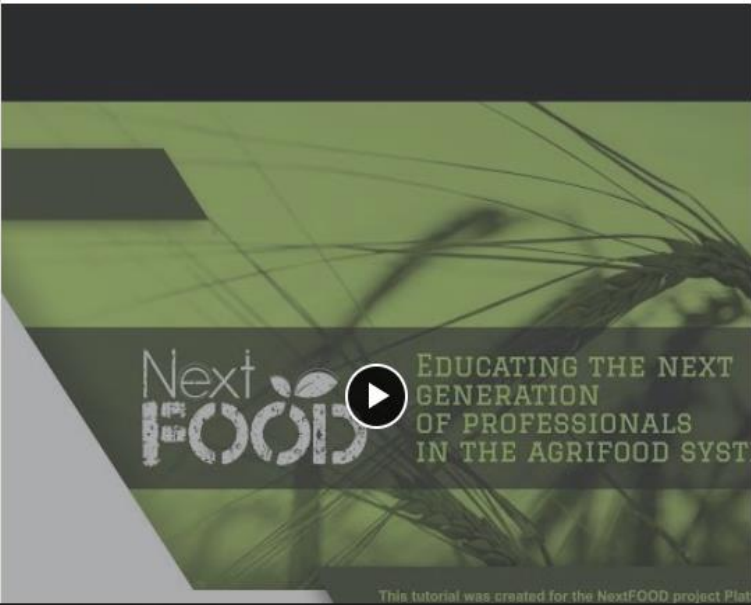 Next
FOOD
EDUCATING THE NEXT
GENERATION
OF PROFESSIONALS
IN THE AGRIFOOD SYST
This tutorial was created for the NextFOOD project Plat